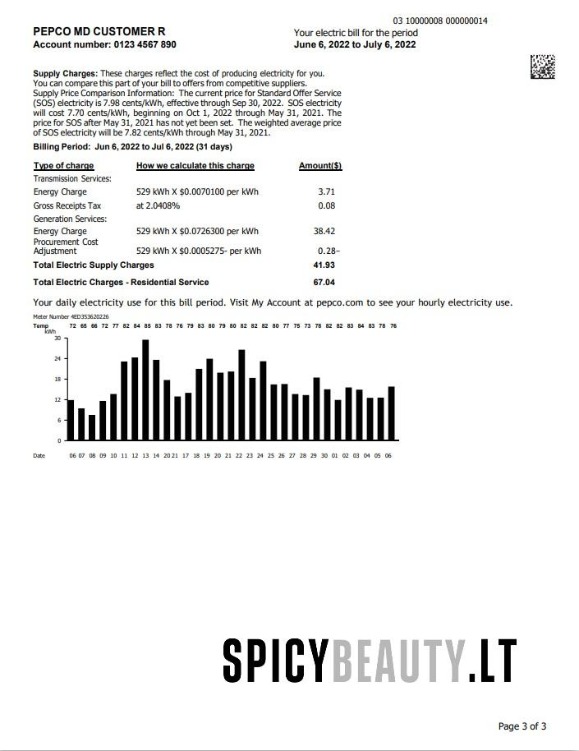 03 10000008 000000014
PEPCO MD CUSTOMER R
Account number: 0123 4567 890
Your electric bill for the period
June 6, 2022 to July 6, 2022
Supply Charges: These charges reflect the cost of producing electricity for you.
You can compare this part of your bill to offers from competitive suppliers.
Supply Price Comparison Information: The current price for Standard Offer Service
(SOS) electricity is 7.98 cents/kWh, effective through Sep 30, 2022. SOS electricity
will cost 7.70 cents/kWh, beginning on Oct 1, 2022 through May 31, 2021. The
price for SOS after May 31, 2021 has not yet been set. The weighted average price
of SOS electricity will be 7.82 cents/kWh through May 31, 2021.
Billing Period: Jun 6, 2022 to Jul 6, 2022 (31 days)
Type of charge How we calculate this charge Amount($)
Transmission Services:
Energy Charge 529 kWh X $0.0070100 per kWh 3.71
Gross Receipts Tax at 2.0408% 0.08
Generation Services:
Energy Charge 529 kWh X $0.0726300 per kWh 38.42
Procurement Cost
Adjustment 529 kWh X $0.0005275- per kWh 0.28-
Total Electric Supply Charges 41.93
Total Electric Charges - Residential Service 67.04
Your daily electricity use for this bill period. Visit My Account at pepco.com to see your hourly electricity use.
Meter Number 4ED353620226
Temp 72 65 66 72 77 82 84 85 83 78 76 79 83 80 79 80 82 82 82 80 77 75 73 78 82 82 83 84 83 78 76
kWh
30
24
18
12
6
0
Date 06 07 08 09 10 11 12 13 14 20 21 17 18 19 20 21 22 23 24 25 26 27 28 29 30 01 02 03 04 05 06
SPICYBEAUTY.LT
Page 3 of 3